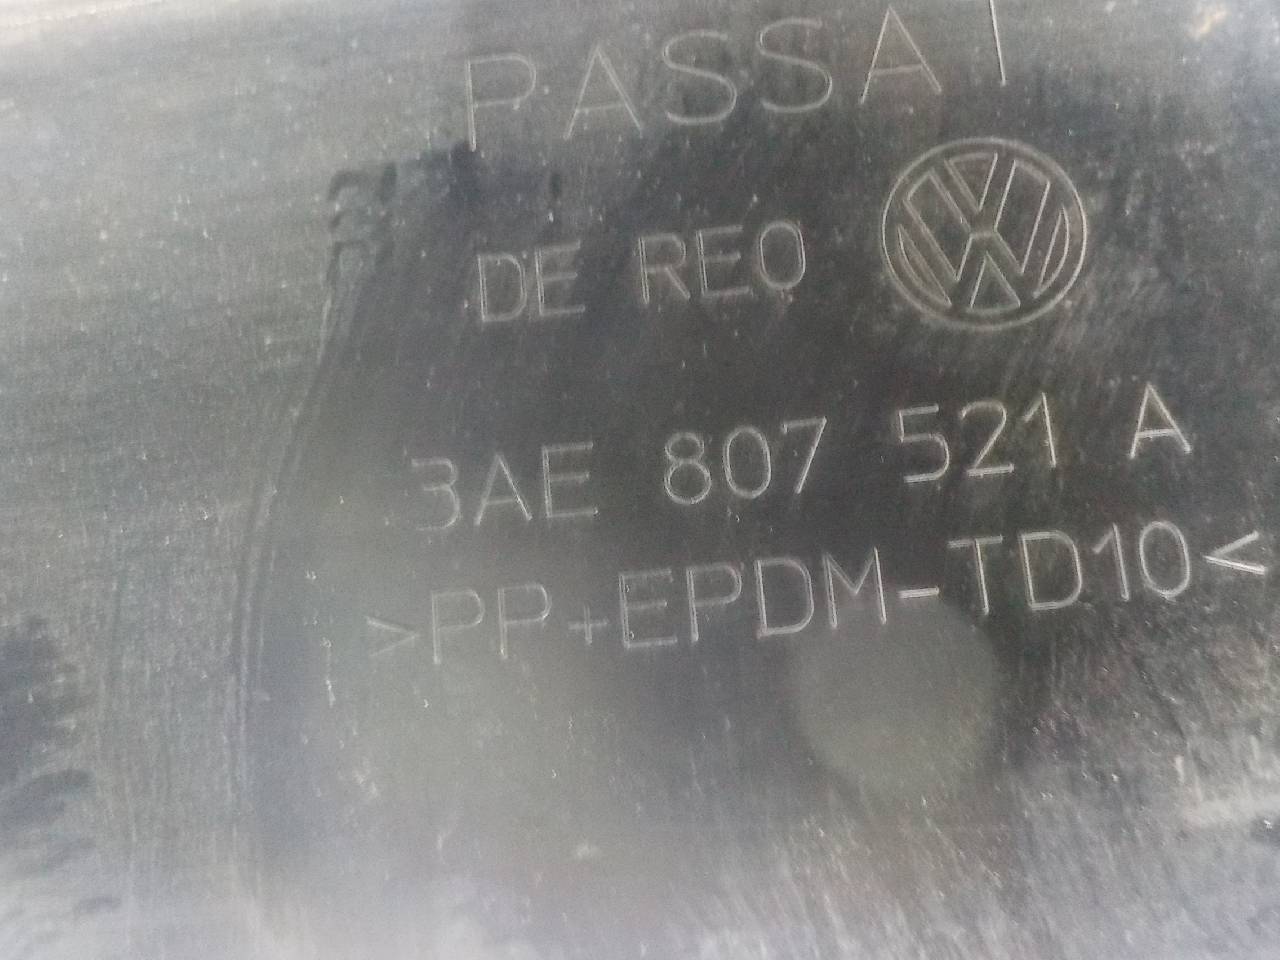 PASSAT
DE REO
3AE 807 521 A
>PP+EPDM-TD10<